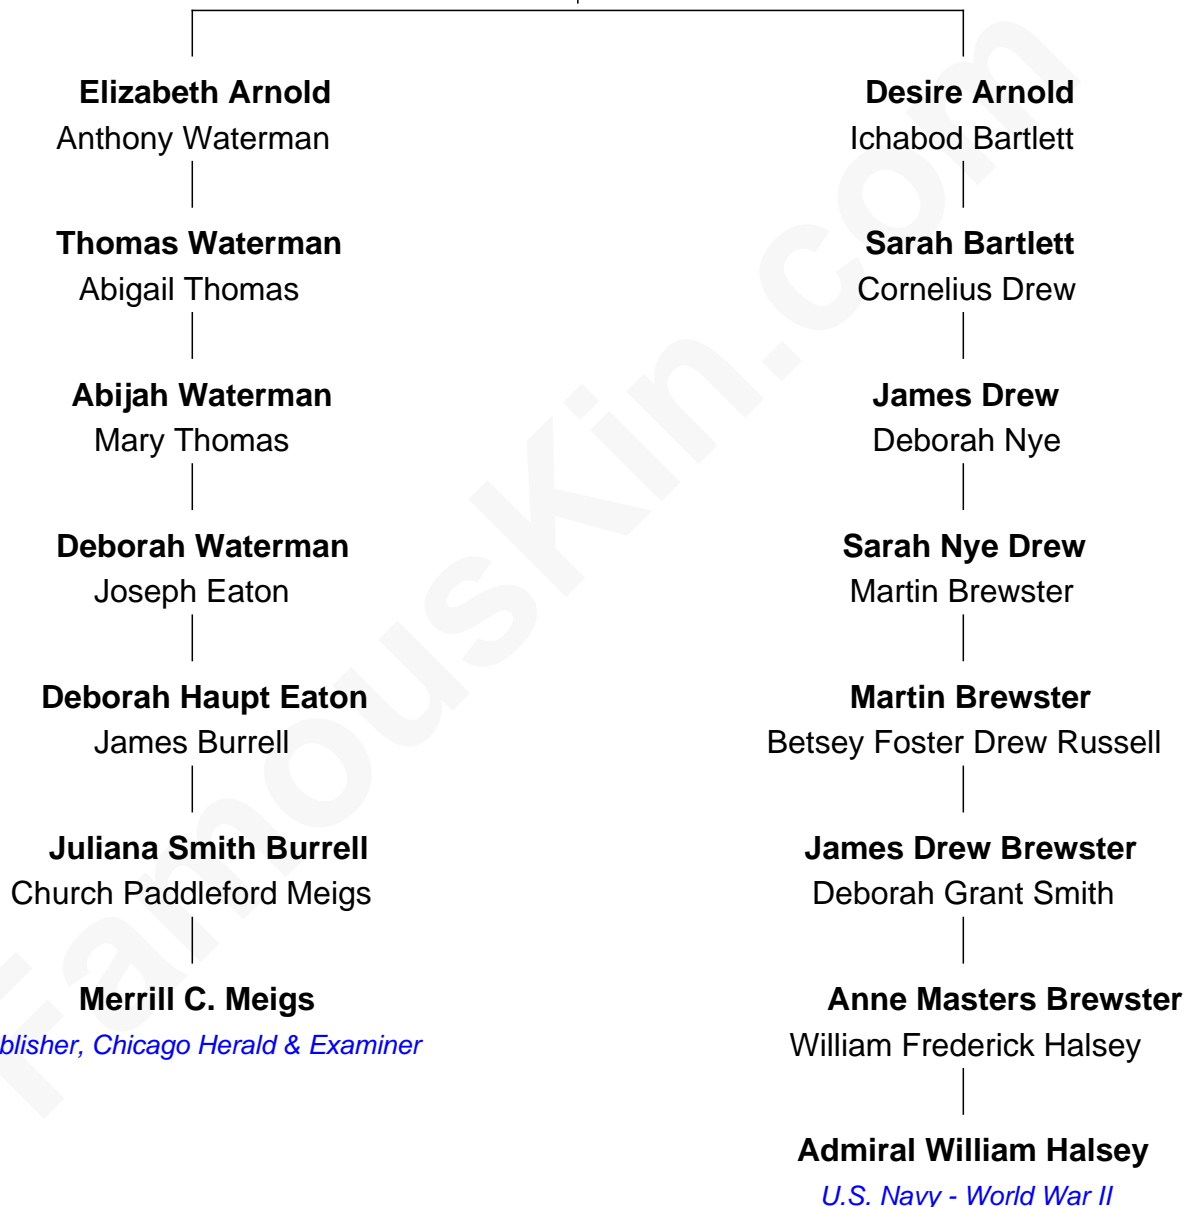 Elizabeth Arnold
Anthony Waterman
Thomas Waterman
Abigail Thomas
Abijah Waterman
Mary Thomas
Deborah Waterman
Joseph Eaton
Deborah Haupt Eaton
James Burrell
Juliana Smith Burrell
Church Paddleford Meigs
Merrill C. Meigs
blisher, Chicago Herald & Examiner
Desire Arnold
Ichabod Bartlett
Sarah Bartlett
Cornelius Drew
James Drew
Deborah Nye
Sarah Nye Drew
Martin Brewster
Martin Brewster
Betsey Foster Drew Russell
James Drew Brewster
Deborah Grant Smith
Anne Masters Brewster
William Frederick Halsey
Admiral William Halsey
U.S. Navy - World War II
FamousKin.com